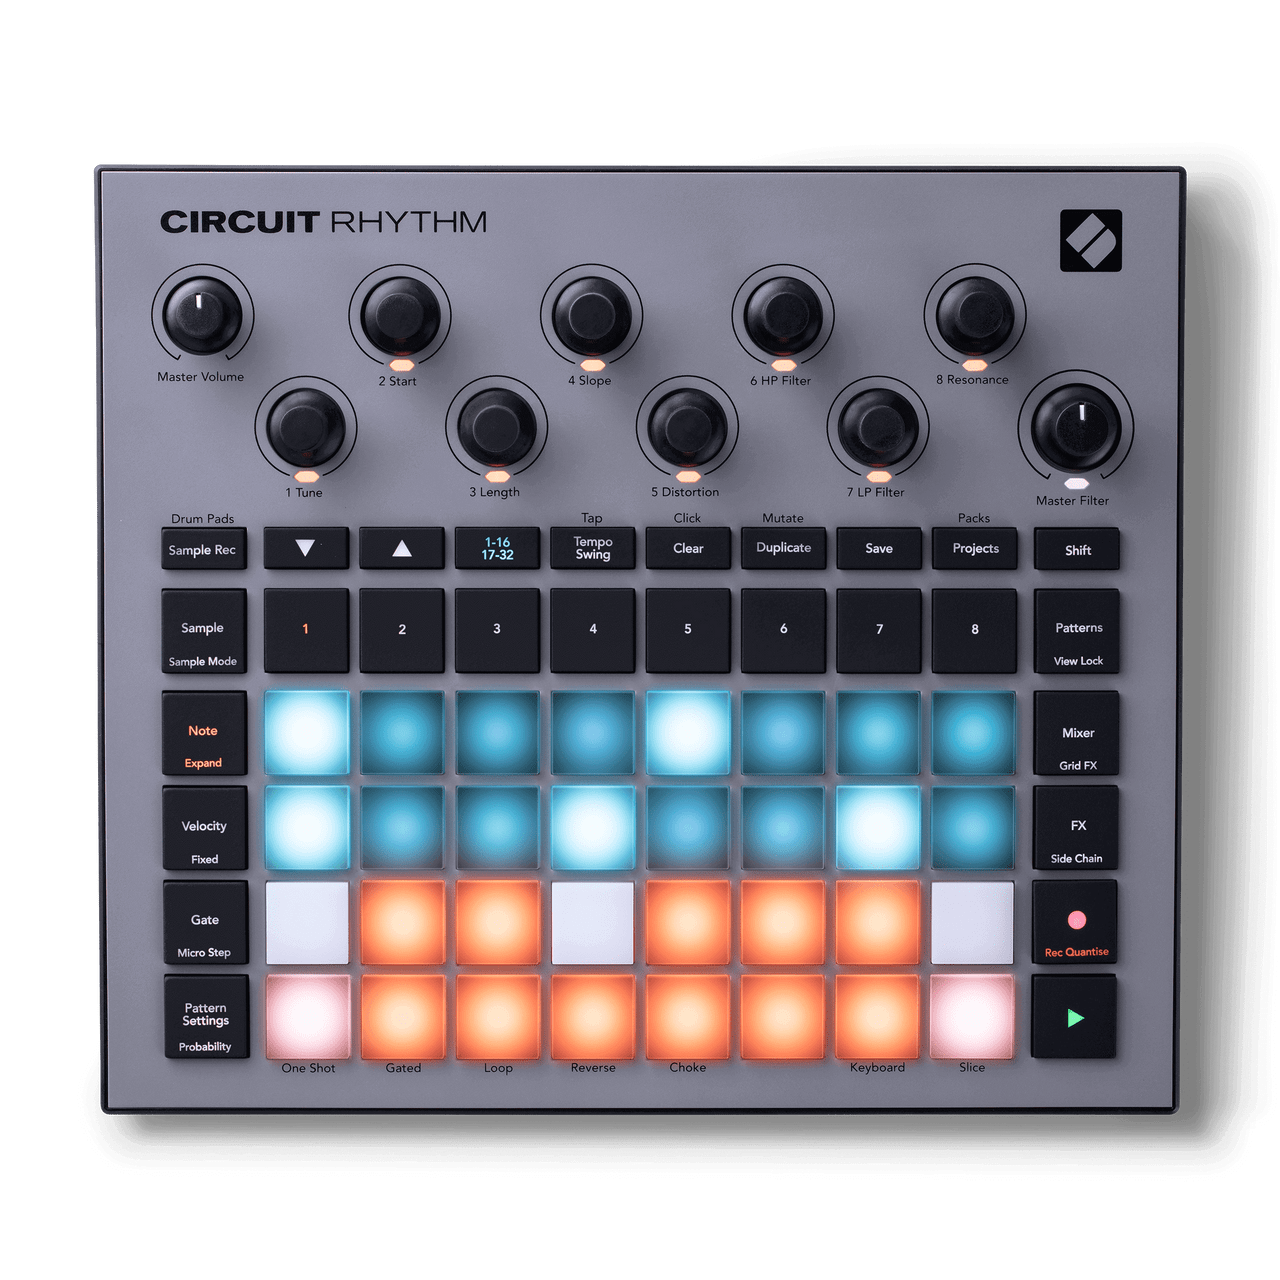 CIRCUIT RHYTHM
Master Volume
2 Start
4 Slope
6 HP Filter
8 Resonance
1 Tune
3 Length
5 Distortion
7 LP Filter
Master Filter
Drum Pads
Tap
Click
Mutate
Packs
Sample Rec
1-16
17-32
Tempo
Swing
Clear
Duplicate
Save
Projects
Shift
Sample
Sample Mode
1
2
3
4
5
6
7
8
Patterns
View Lock
Note
Expand
Mixer
Grid FX
Velocity
Fixed
FX
Side Chain
Gate
Micro Step
Rec Quantise
Pattern
Settings
Probability
One Shot
Gated
Loop
Reverse
Choke
Keyboard
Slice